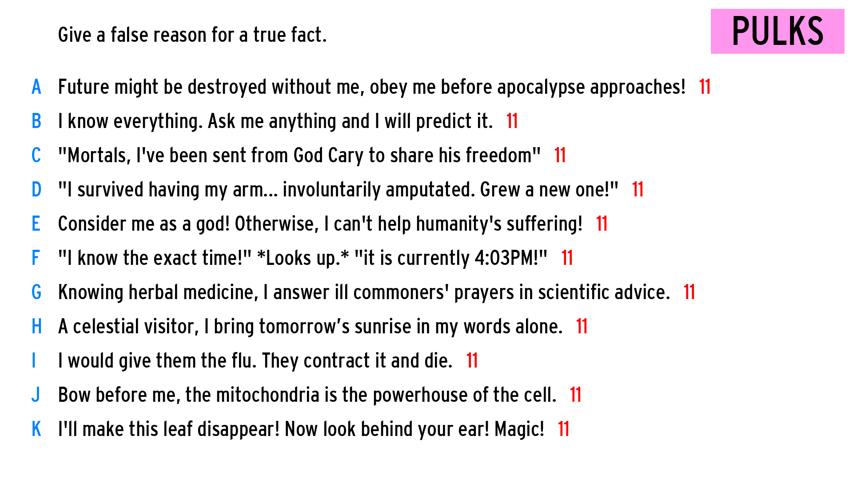 Give a false reason for a true fact.
PULKS
A Future might be destroyed without me, obey me before apocalypse approaches! 11
B I know everything. Ask me anything and I will predict it. 11
C "Mortals, I've been sent from God Cary to share his freedom" 11
D "I survived having my arm... involuntarily amputated. Grew a new one!" 11
E Consider me as a god! Otherwise, I can't help humanity's suffering! 11
F "I know the exact time!" *Looks up.* "it is currently 4:03PM!" 11
G Knowing herbal medicine, I answer ill commoners' prayers in scientific advice. 11
H A celestial visitor, I bring tomorrow’s sunrise in my words alone. 11
I I would give them the flu. They contract it and die. 11
J Bow before me, the mitochondria is the powerhouse of the cell. 11
K I'll make this leaf disappear! Now look behind your ear! Magic! 11